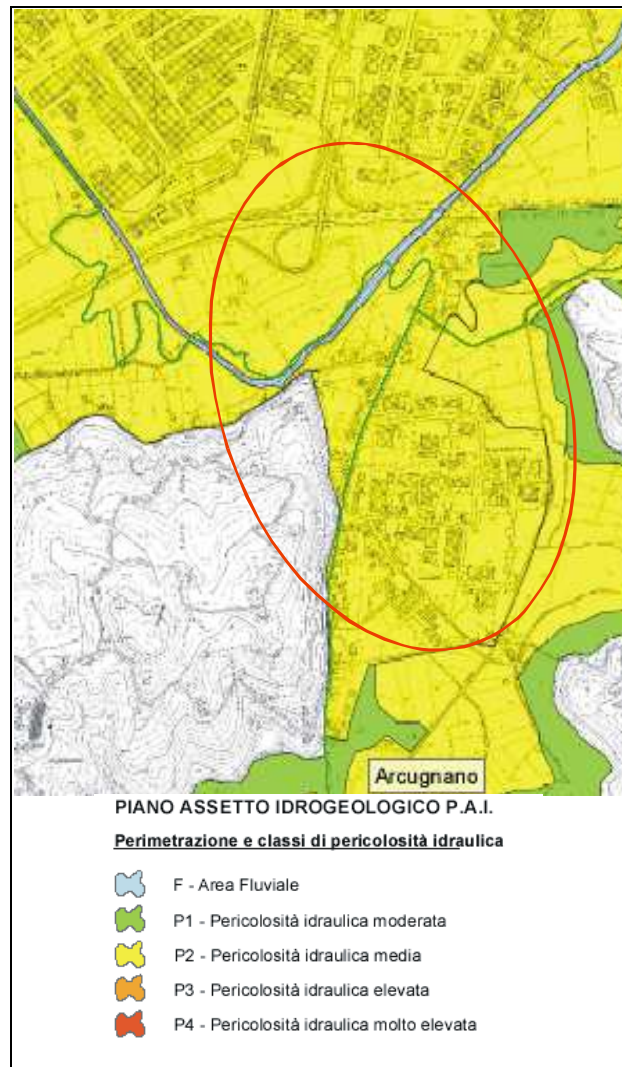 Arcugnano
PIANO ASSETTO IDROGEOLOGICO P.A.I.
Perimetrazione e classi di pericolosità idraulica
F - Area Fluviale
P1 - Pericolosità idraulica moderata
P2 - Pericolosità idraulica media
P3 - Pericolosità idraulica elevata
P4 - Pericolosità idraulica molto elevata